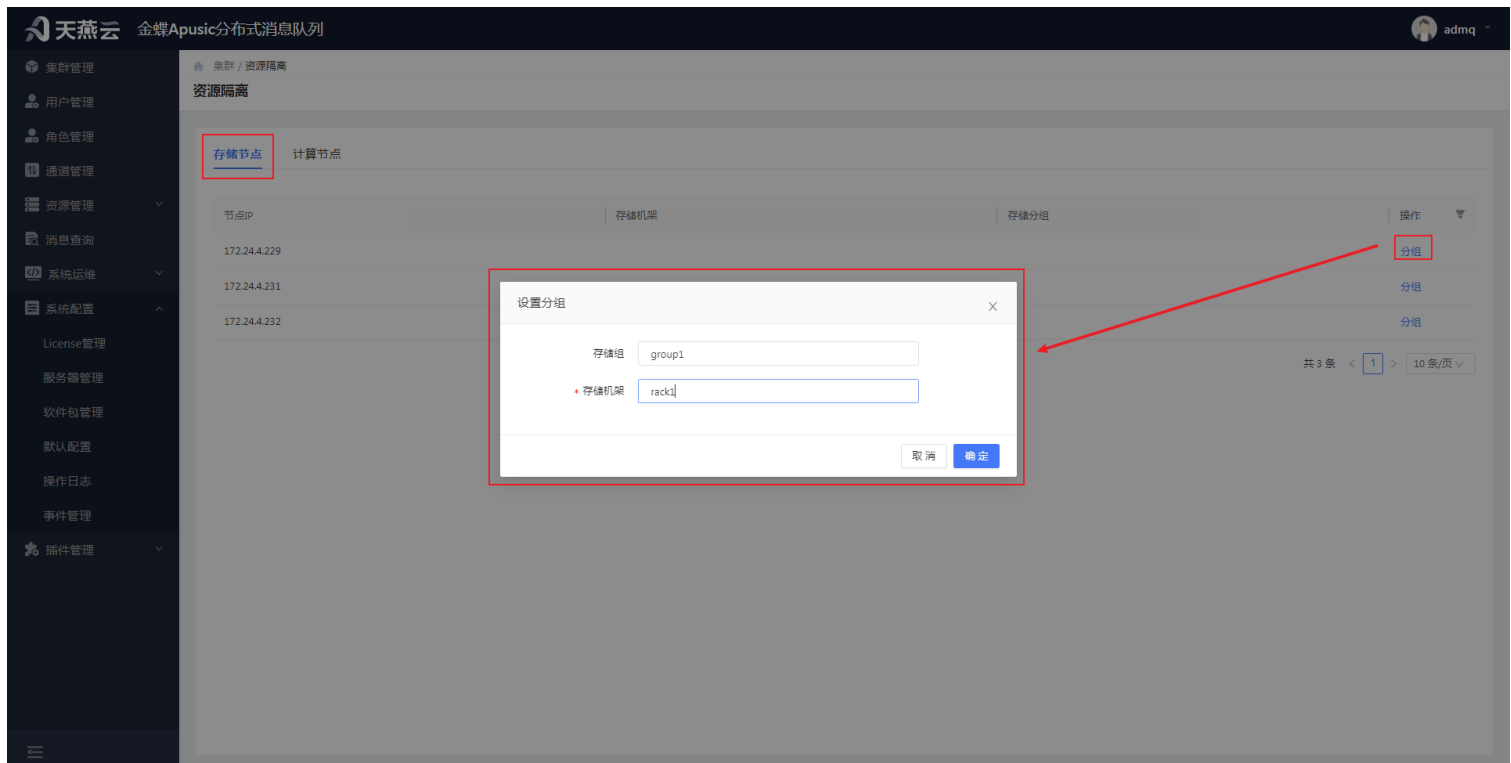 天燕云 金蝶Apusic分布式消息队列
admq
集群管理
用户管理
角色管理
通道管理
资源管理
消息查询
系统运维
系统配置
License管理
服务器管理
软件包管理
默认配置
操作日志
事件管理
插件管理
集群 / 资源隔离
资源隔离
存储节点 计算节点
节点IP 存储机架 存储分组 操作
172.24.4.229 分组
172.24.4.231 分组
172.24.4.232 分组
共 3 条 < 1 > 10 条/页
设置分组
存储组 group1
* 存储机架 rack1
取消 确定